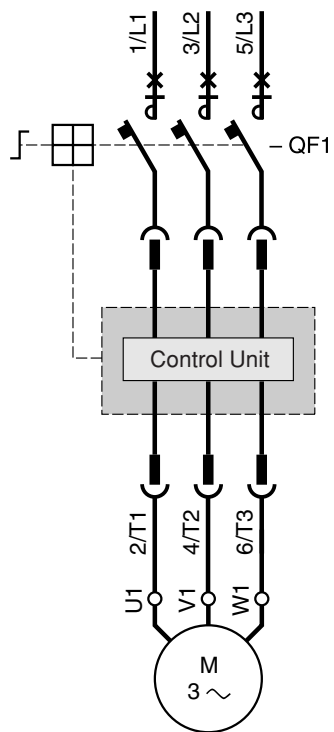 1/L1
3/L2
5/L3
– QF1
Control Unit
2/T1
4/T2
6/T3
U1
V1
W1
M
3 ~